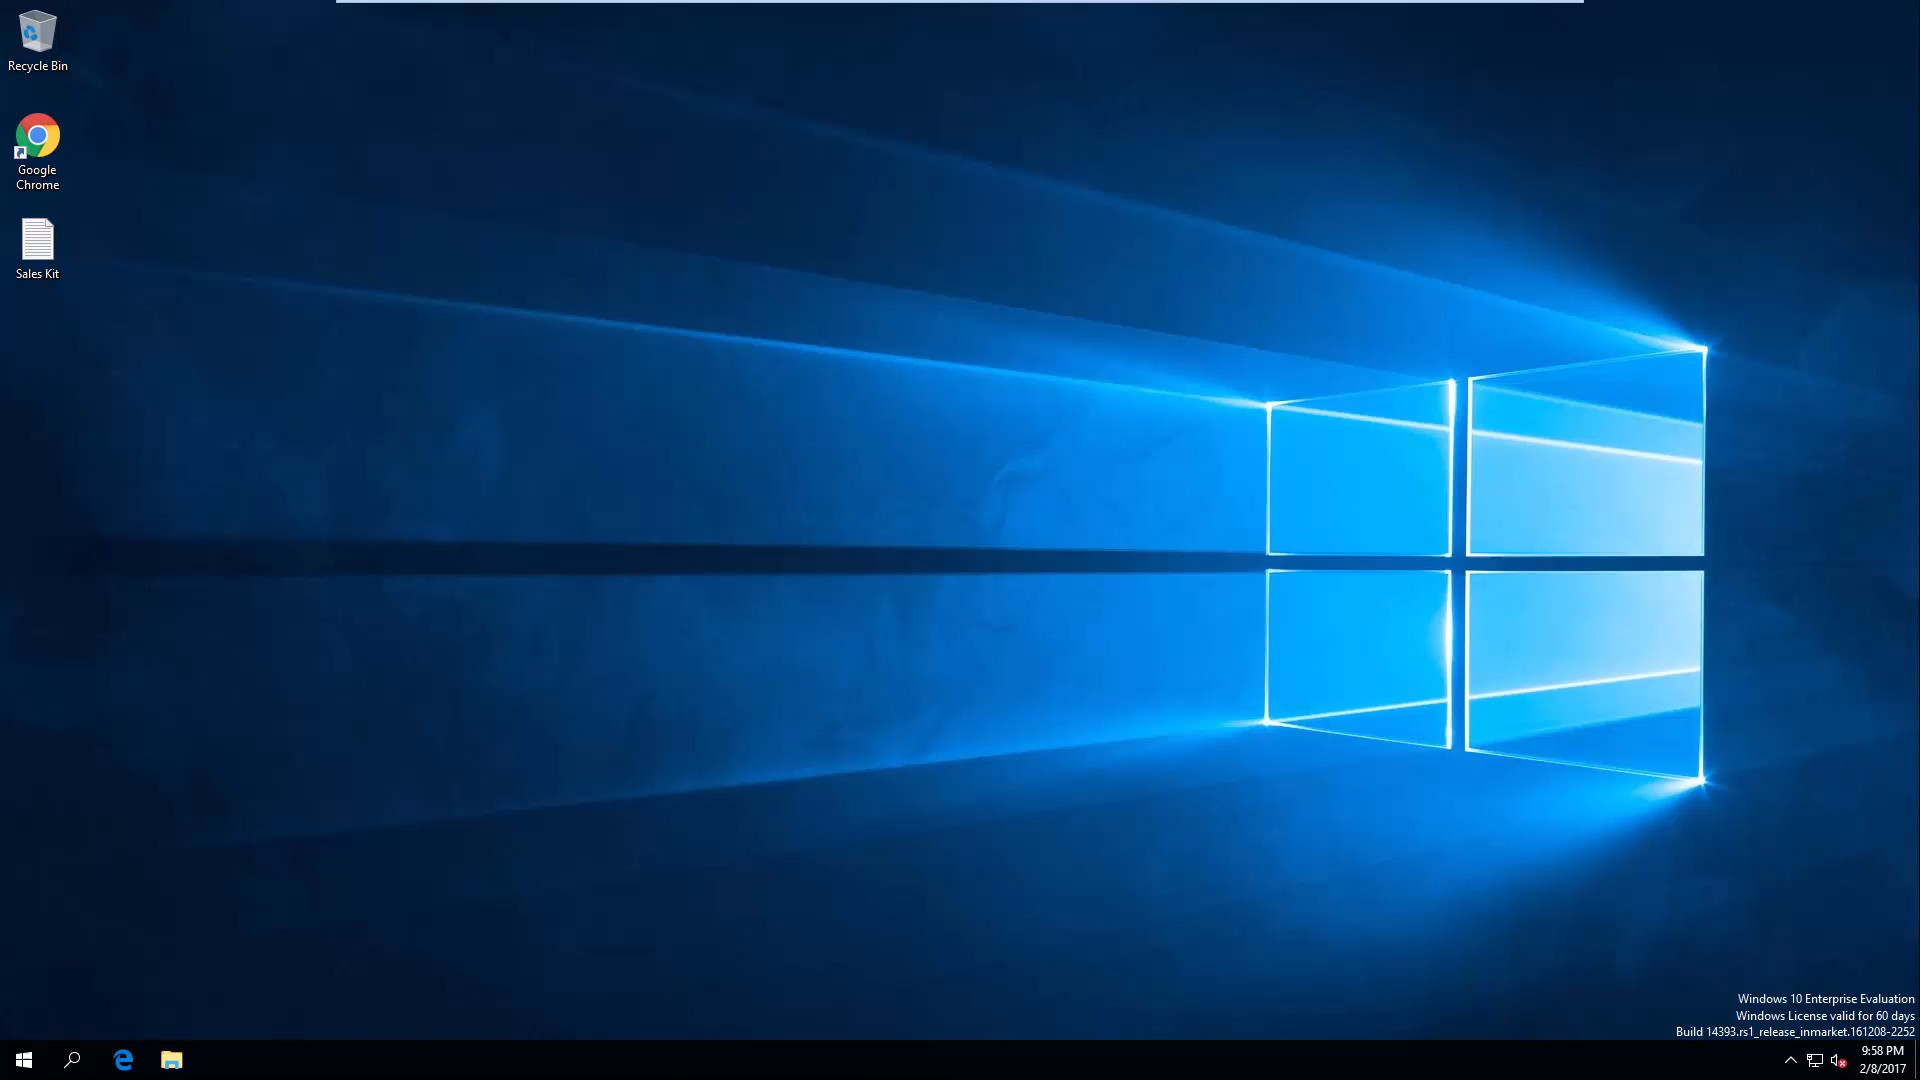 Recycle Bin
Google
Chrome
Sales Kit
Windows 10 Enterprise Evaluation
Windows License valid for 60 days
Build 14393.rs1_release_inmarket.161208-2252
9:58 PM
2/8/2017